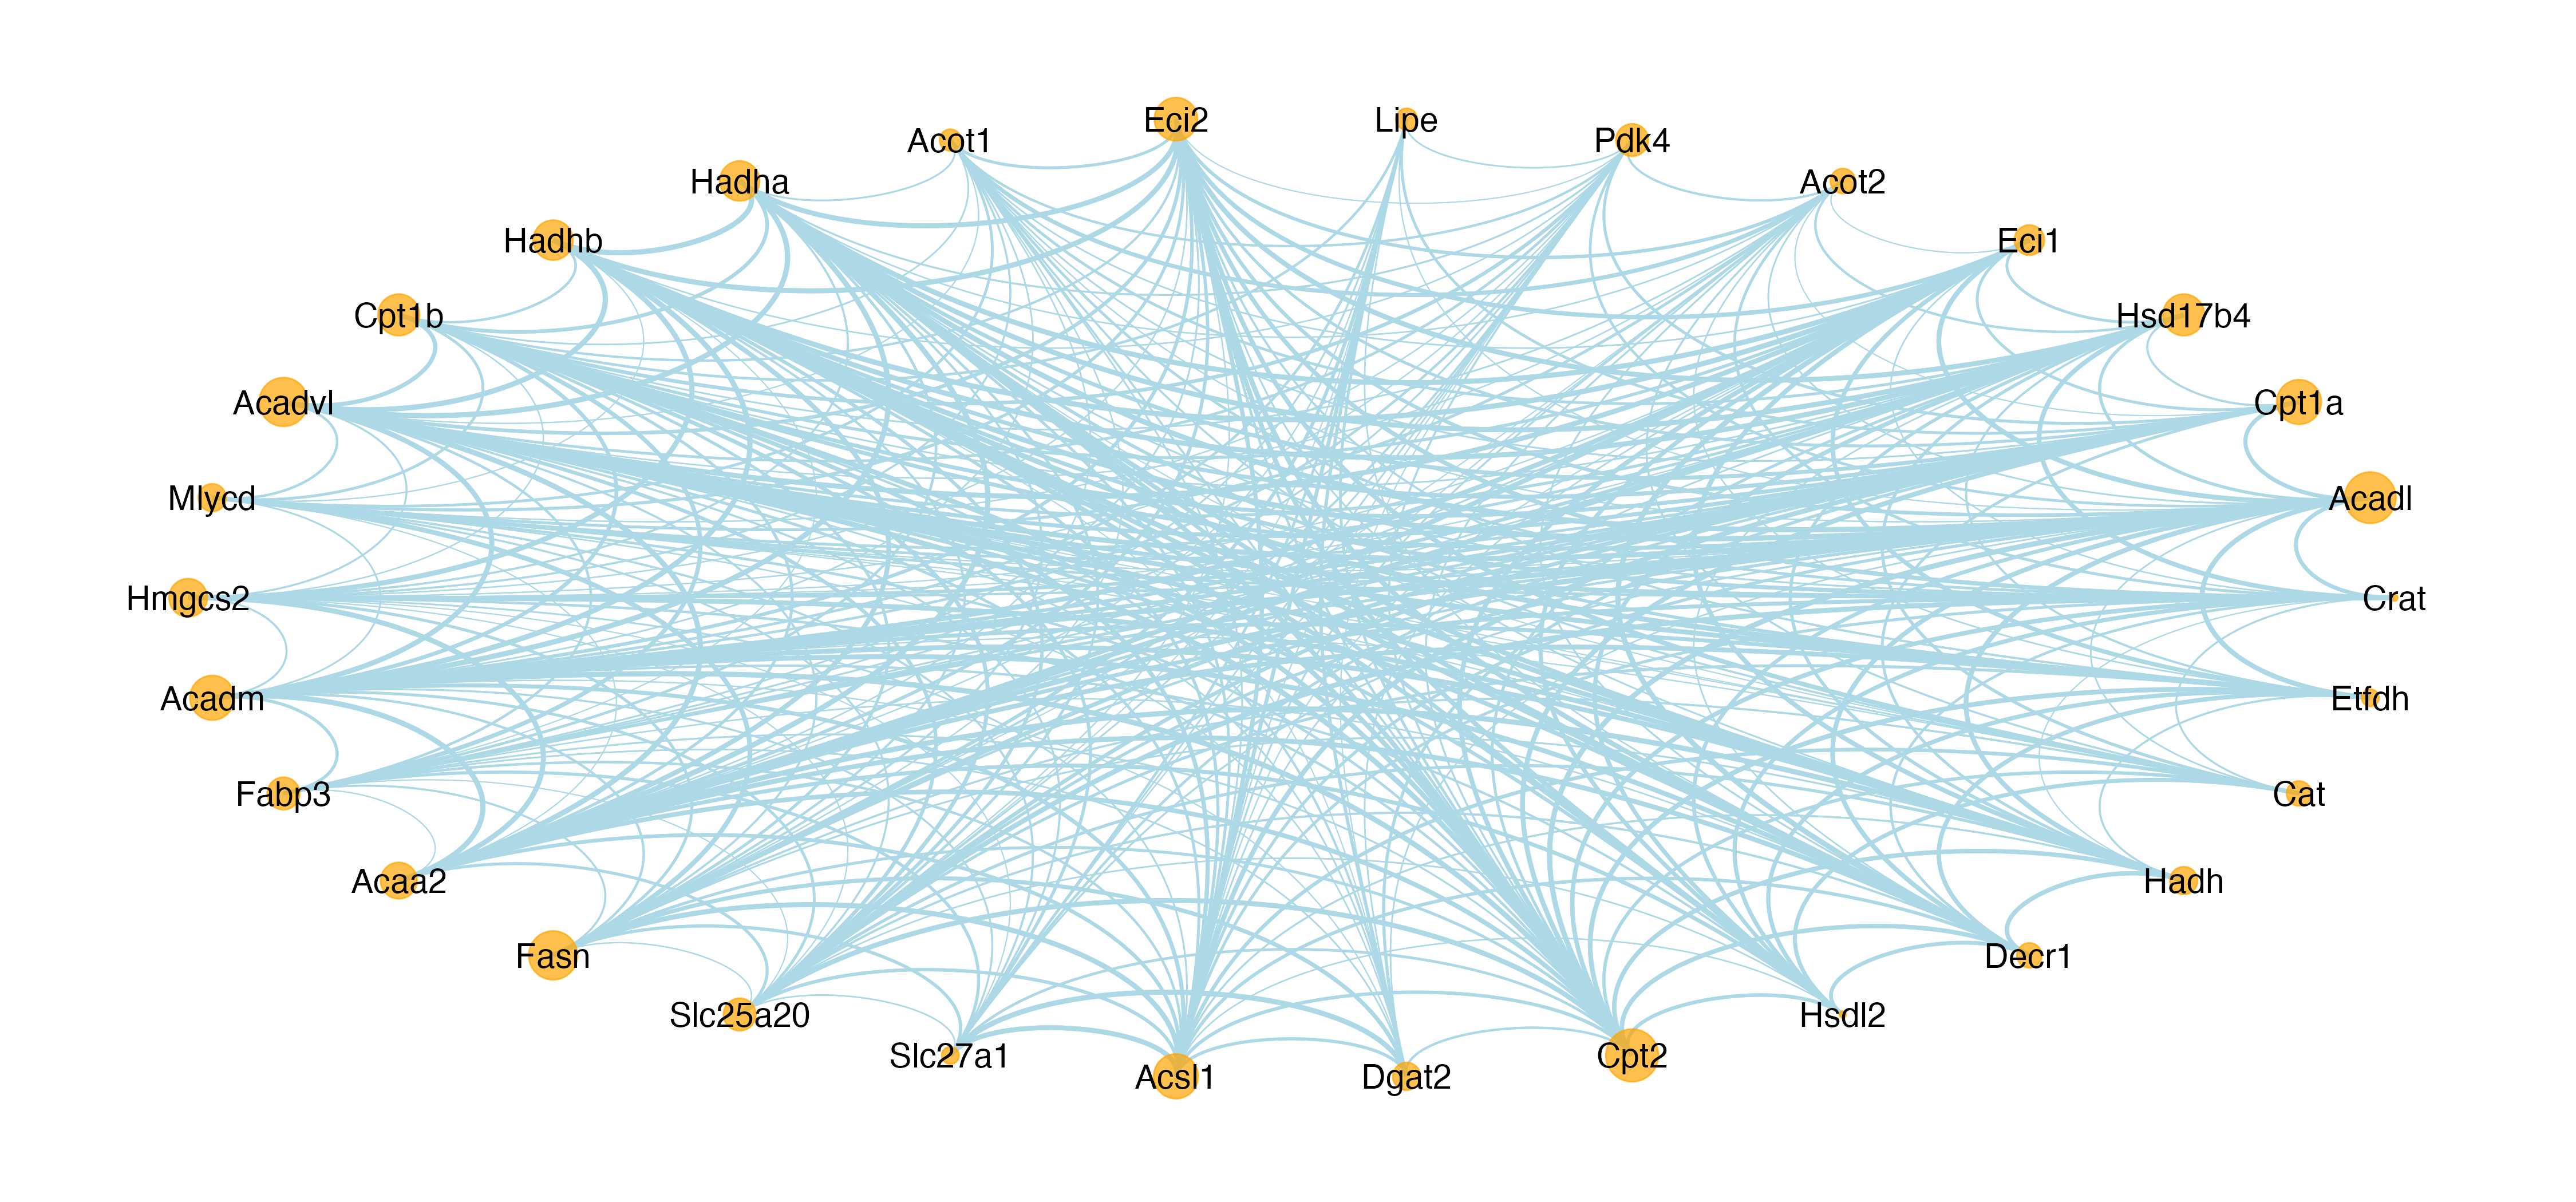 Eci2
Lipe
Acot1
Pdk4
Hadha
Acot2
Hadhb
Eci1
Cpt1b
Hsd17b4
Acadvl
Cpt1a
Mlycd
Acadl
Hmgcs2
Crat
Acadm
Etfdh
Fabp3
Cat
Acaa2
Hadh
Fasn
Decr1
Slc25a20
Hsdl2
Slc27a1
Cpt2
Acsl1
Dgat2